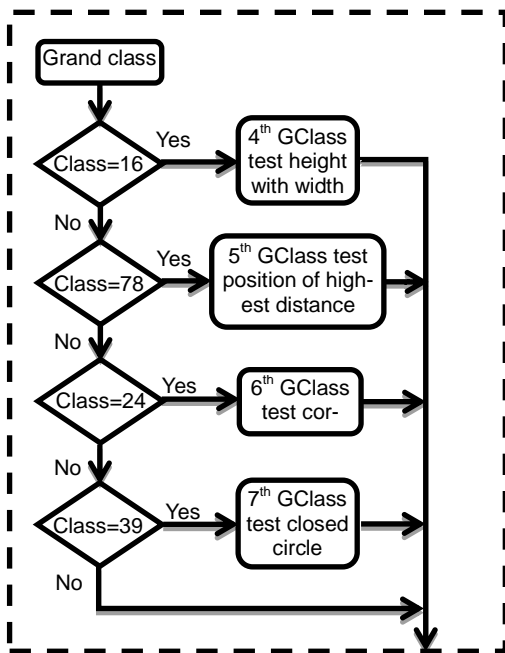 Grand class
Yes
4th GClass
test height
with width
Class=16
No
Yes
5th GClass test
position of high-
est distance
Class=78
No
Yes
6th GClass
test cor-
Class=24
No
Yes
7th GClass
test closed
circle
Class=39
No